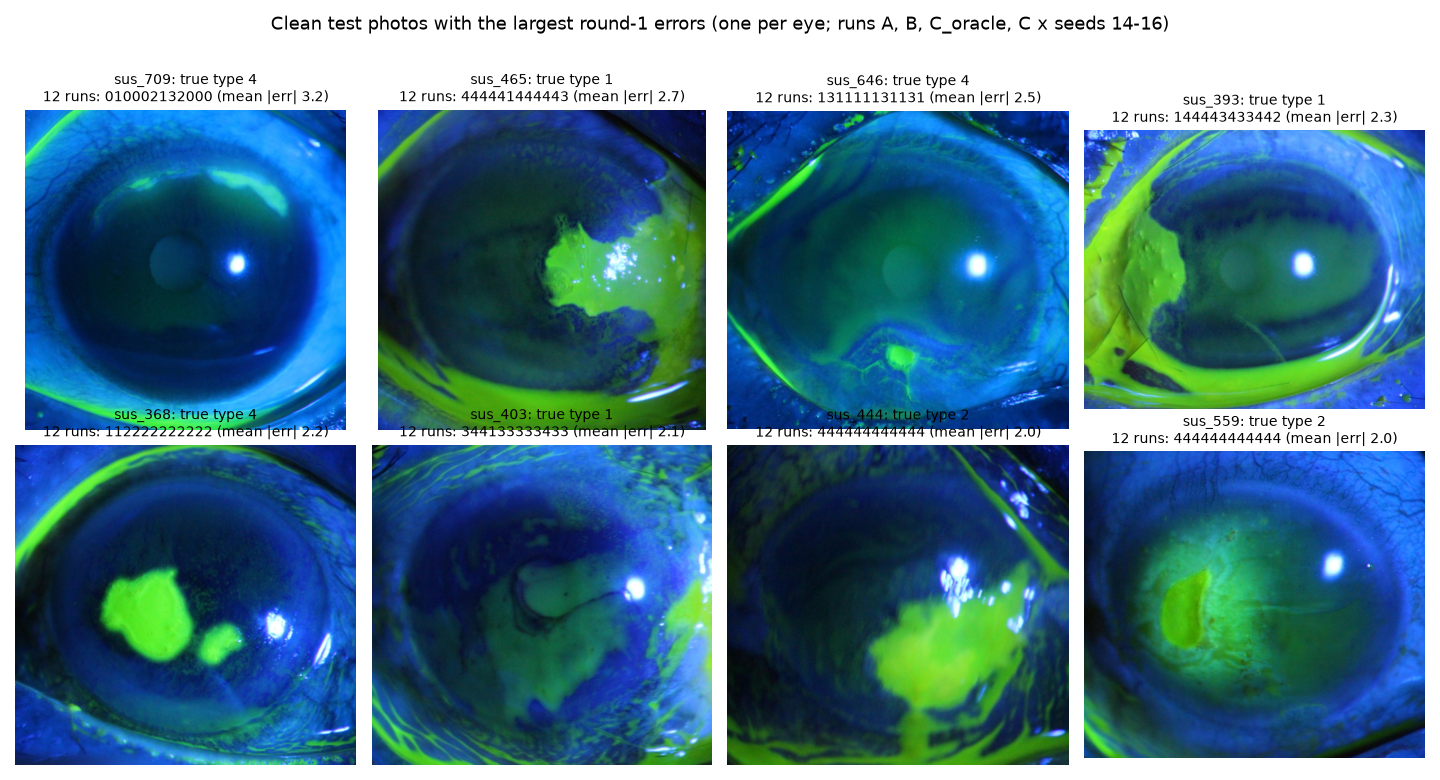 Clean test photos with the largest round-1 errors (one per eye; runs A, B, C_oracle, C x seeds 14-16)
sus_709: true type 4
12 runs: 010002132000 (mean |err| 3.2)
sus_465: true type 1
12 runs: 444441444443 (mean |err| 2.7)
sus_646: true type 4
12 runs: 131111131131 (mean |err| 2.5)
sus_393: true type 1
12 runs: 144443433442 (mean |err| 2.3)
sus_368: true type 4
12 runs: 112222222222 (mean |err| 2.2)
sus_403: true type 1
12 runs: 344133333433 (mean |err| 2.1)
sus_444: true type 2
12 runs: 444444444444 (mean |err| 2.0)
sus_559: true type 2
12 runs: 444444444444 (mean |err| 2.0)